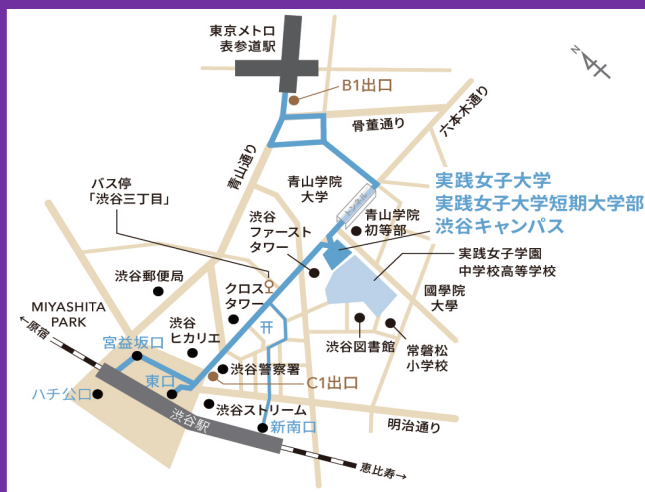 東京メトロ
表参道駅
N
B1出口
骨董通り
六本木通り
青山通り
バス停
「渋谷三丁目」
青山学院
大学
トンネル
実践女子大学
実践女子大学短期大学部
渋谷キャンパス
青山学院
初等部
渋谷
ファースト
タワー
実践女子学園
中学校高等学校
渋谷郵便局
クロス
タワー
國學院
大學
MIYASHITA
PARK
←原宿
宮益坂口
渋谷
ヒカリエ
渋谷図書館
常磐松
小学校
渋谷警察署
C1出口
ハチ公口
東口
渋谷ストリーム
渋谷駅
新南口
明治通り
恵比寿→